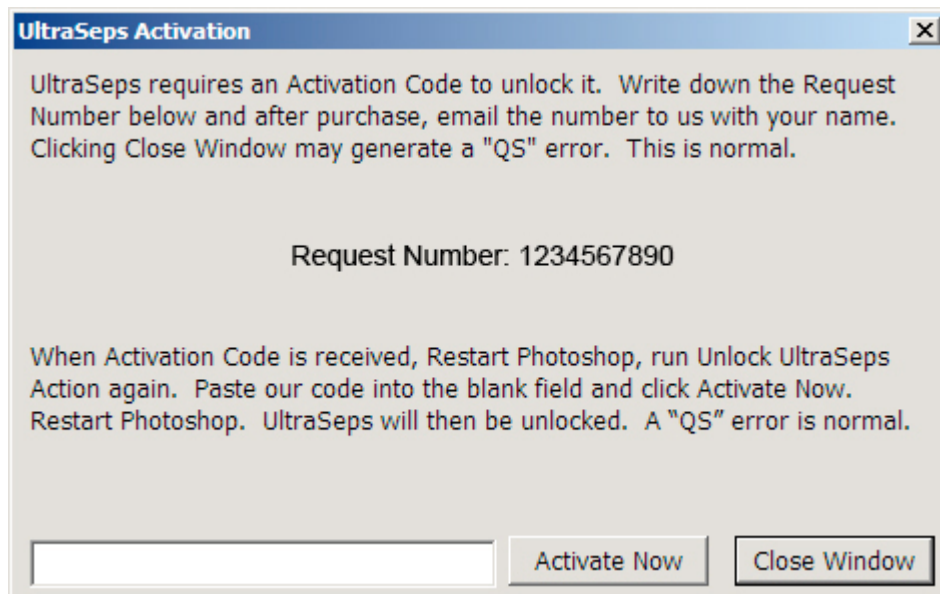 UltraSeps Activation
UltraSeps requires an Activation Code to unlock it.  Write down the Request
Number below and after purchase, email the number to us with your name.
Clicking Close Window may generate a "QS" error.  This is normal.
Request Number: 1234567890
When Activation Code is received, Restart Photoshop, run Unlock UltraSeps
Action again.  Paste our code into the blank field and click Activate Now.
Restart Photoshop.  UltraSeps will then be unlocked.  A “QS” error is normal.
Activate Now
Close Window